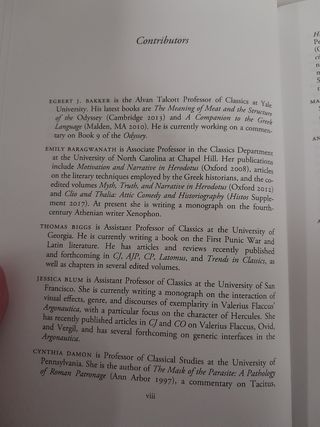 Contributors
EGBERT J. BAKKER is the Alvan Talcott Professor of Classics at Yale
University. His latest books are The Meaning of Meat and the Structure
of the Odyssey (Cambridge 2013) and A Companion to the Greek
Language (Malden, MA 2010). He is currently working on a commen-
tary on Book 9 of the Odyssey.
EMILY BARAGWANATH is Associate Professor in the Classics Department
at the University of North Carolina at Chapel Hill. Her publications
include Motivation and Narrative in Herodotus (Oxford 2008), articles
on the literary techniques employed by the Greek historians, and the co-
edited volumes Myth, Truth, and Narrative in Herodotus (Oxford 2012)
and Clio and Thalia: Attic Comedy and Historiography (Histos Supple-
ment 2017). At present she is writing a monograph on the fourth-
century Athenian writer Xenophon.
THOMAS BIGGS is Assistant Professor of Classics at the University of
Georgia. He is currently writing a book on the First Punic War and
Latin literature. He has articles and reviews recently published
and forthcoming in CJ, AJP, CP, Latomus, and Trends in Classics, as
well as chapters in several edited volumes.
JESSICA BLUM is Assistant Professor of Classics at the University of San
Francisco. She is currently writing a monograph on the interaction of
visual effects, genre, and discourses of exemplarity in Valerius Flaccus'
Argonautica, with a particular focus on the character of Hercules. She
has recently published articles in CJ and CO on Valerius Flaccus, Ovid,
and Vergil, and has several forthcoming on generic interfaces in the
Argonautica.
CYNTHIA DAMON is Professor of Classical Studies at the University of
Pennsylvania. She is the author of The Mask of the Parasite: A Pathology
of Roman Patronage (Ann Arbor 1997), a commentary on Tacitus,
viii